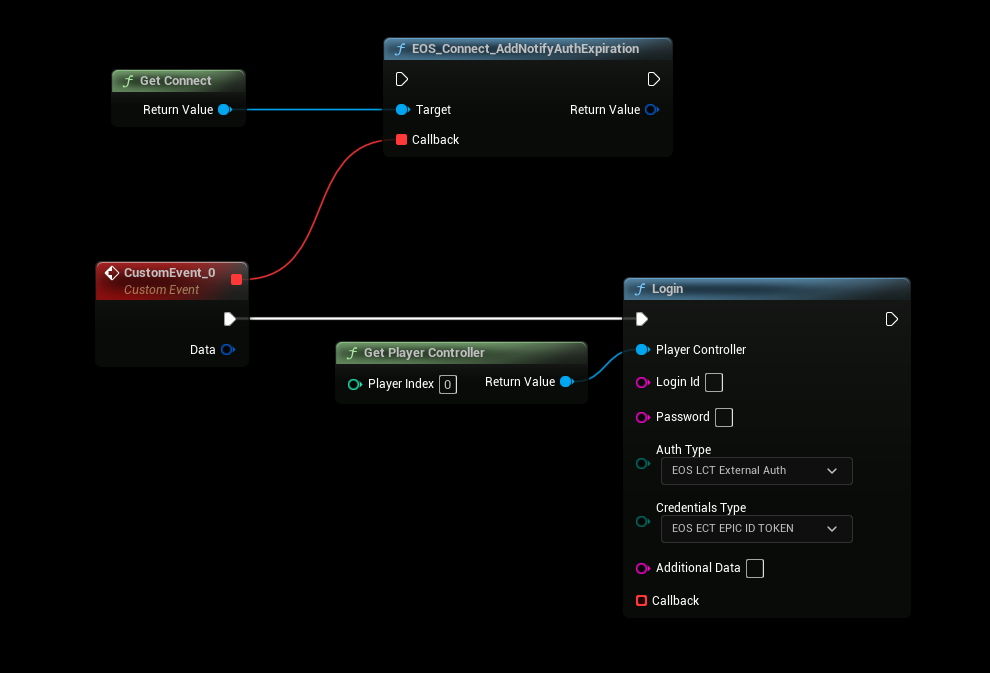 EOS_Connect_AddNotifyAuthExpiration
Get Connect
Return Value
Target
Return Value
Callback
CustomEvent_0
Custom Event
Data
Get Player Controller
Player Index 0
Return Value
Login
Player Controller
Login Id
Password
Auth Type
EOS LCT External Auth
Credentials Type
EOS ECT EPIC ID TOKEN
Additional Data
Callback